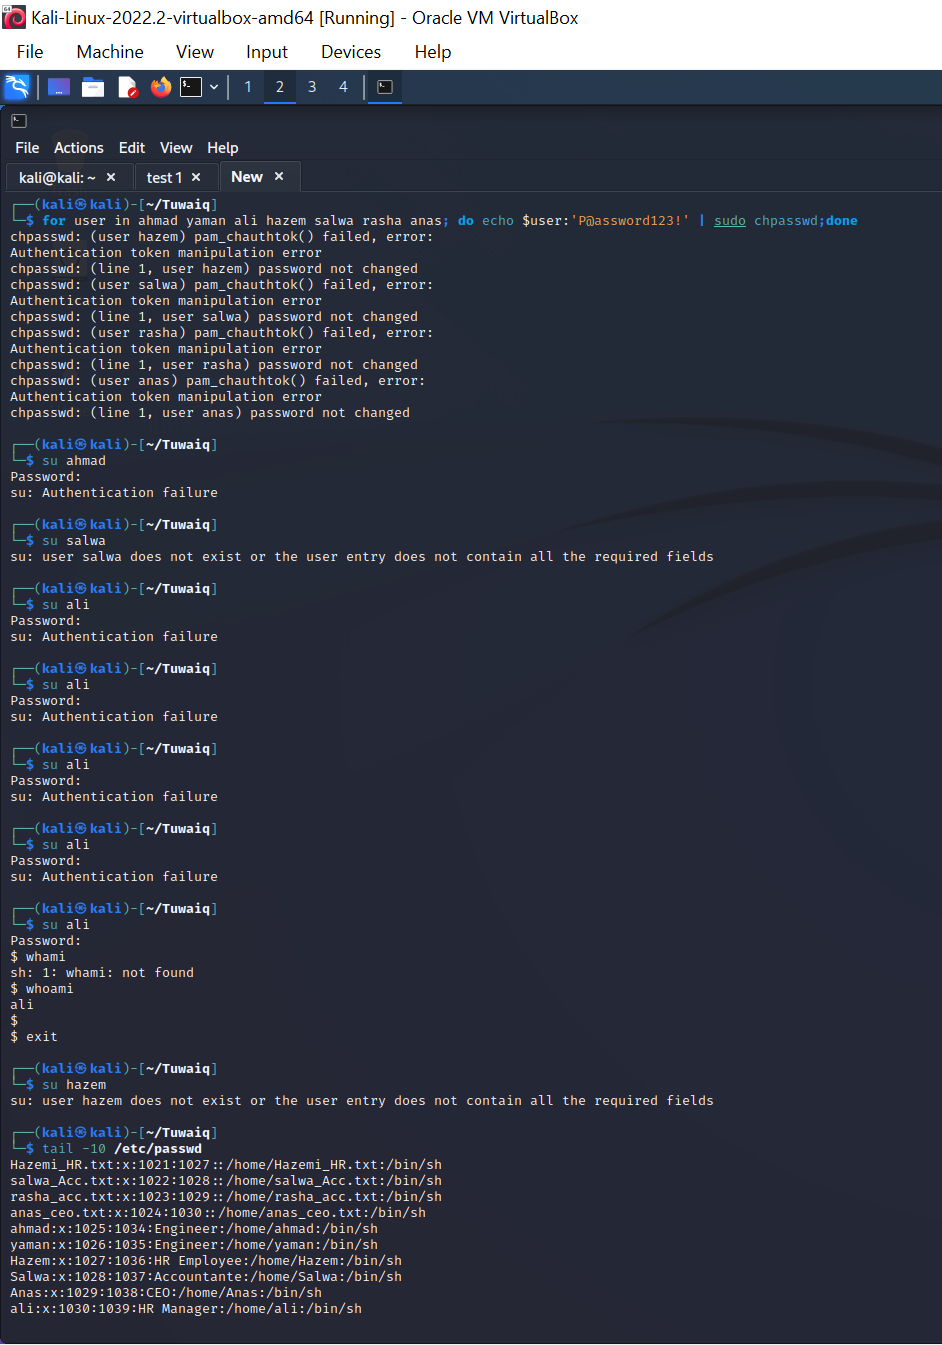 Kali-Linux-2022.2-virtualbox-amd64 [Running] - Oracle VM VirtualBox
File Machine View Input Devices Help
1 2 3 4
File Actions Edit View Help
kali@kali: ~ × test 1 × New ×
┌──(kali㉿kali)-[~/Tuwaiq]
└─$ for user in ahmad yaman ali hazem salwa rasha anas; do echo $user:'P@assword123!' | sudo chpasswd;done
chpasswd: (user hazem) pam_chauthtok() failed, error:
Authentication token manipulation error
chpasswd: (line 1, user hazem) password not changed
chpasswd: (user salwa) pam_chauthtok() failed, error:
Authentication token manipulation error
chpasswd: (line 1, user salwa) password not changed
chpasswd: (user rasha) pam_chauthtok() failed, error:
Authentication token manipulation error
chpasswd: (line 1, user rasha) password not changed
chpasswd: (user anas) pam_chauthtok() failed, error:
Authentication token manipulation error
chpasswd: (line 1, user anas) password not changed
┌──(kali㉿kali)-[~/Tuwaiq]
└─$ su ahmad
Password:
su: Authentication failure
┌──(kali㉿kali)-[~/Tuwaiq]
└─$ su salwa
su: user salwa does not exist or the user entry does not contain all the required fields
┌──(kali㉿kali)-[~/Tuwaiq]
└─$ su ali
Password:
su: Authentication failure
┌──(kali㉿kali)-[~/Tuwaiq]
└─$ su ali
Password:
su: Authentication failure
┌──(kali㉿kali)-[~/Tuwaiq]
└─$ su ali
Password:
su: Authentication failure
┌──(kali㉿kali)-[~/Tuwaiq]
└─$ su ali
Password:
su: Authentication failure
┌──(kali㉿kali)-[~/Tuwaiq]
└─$ su ali
Password:
$ whami
sh: 1: whami: not found
$ whoami
ali
$
$ exit
┌──(kali㉿kali)-[~/Tuwaiq]
└─$ su hazem
su: user hazem does not exist or the user entry does not contain all the required fields
┌──(kali㉿kali)-[~/Tuwaiq]
└─$ tail -10 /etc/passwd
Hazemi_HR.txt:x:1021:1027::/home/Hazemi_HR.txt:/bin/sh
salwa_Acc.txt:x:1022:1028::/home/salwa_Acc.txt:/bin/sh
rasha_acc.txt:x:1023:1029::/home/rasha_acc.txt:/bin/sh
anas_ceo.txt:x:1024:1030::/home/anas_ceo.txt:/bin/sh
ahmad:x:1025:1034:Engineer:/home/ahmad:/bin/sh
yaman:x:1026:1035:Engineer:/home/yaman:/bin/sh
Hazem:x:1027:1036:HR Employee:/home/Hazem:/bin/sh
Salwa:x:1028:1037:Accountante:/home/Salwa:/bin/sh
Anas:x:1029:1038:CEO:/home/Anas:/bin/sh
ali:x:1030:1039:HR Manager:/home/ali:/bin/sh